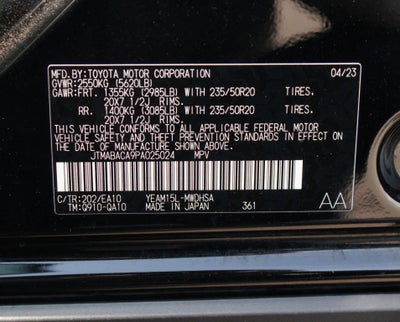 MFD.BY:TOYOTA MOTOR CORPORATION 04/23
GVWR:2550KG (5620LB)
GAWR:FRT. 1355KG (2985LB) WITH 235/50R20 TIRES.
20X7 1/2J RIMS.
RR. 1400KG (3085LB) WITH 235/50R20 TIRES.
20X7 1/2J RIMS.
THIS VEHICLE CONFORMS TO ALL APPLICABLE
FEDERAL MOTOR VEHICLE SAFETY AND THEFT
PREVENTION STANDARDS IN EFFECT ON THE
DATE OF MANUFACTURE SHOWN ABOVE.
JTMABACA9PA025024 MPV
C/TR:202/EA10 YEAM15L-MWDHSA
TM:Q910-QA10 MADE IN JAPAN 361 AA